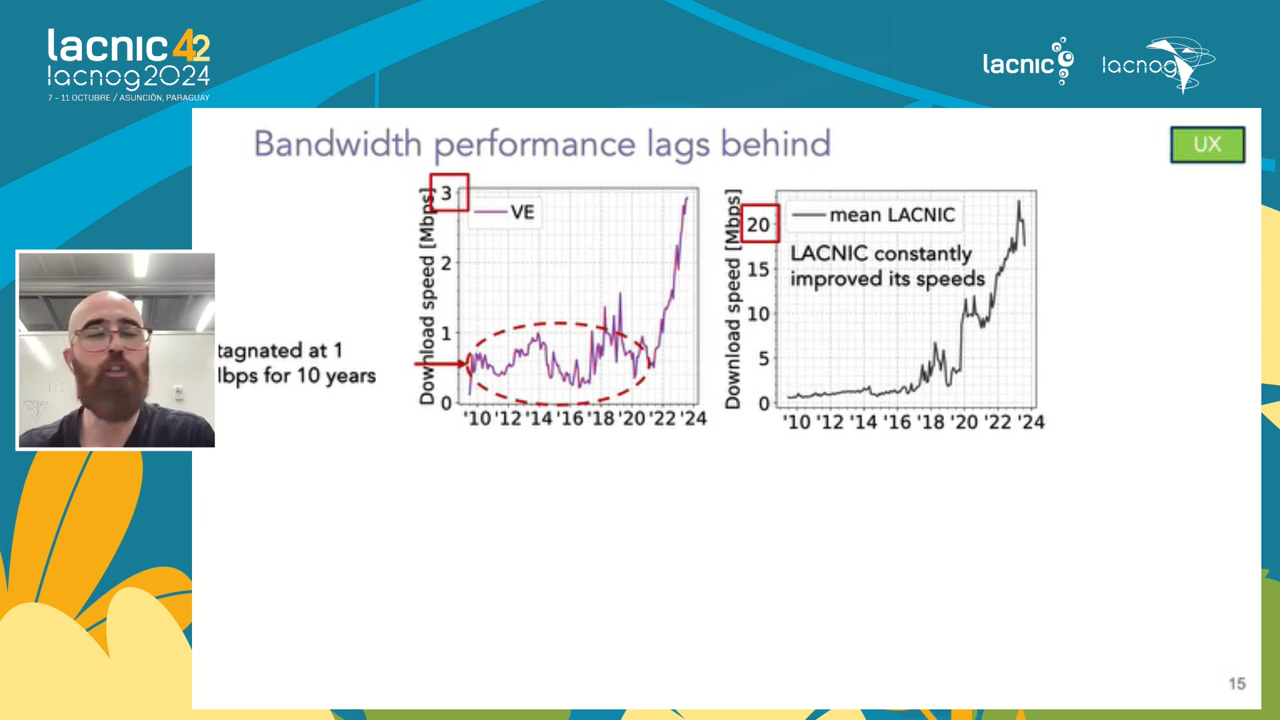 lacnic 42
lacnog2024
7 - 11 OCTUBRE / ASUNCIÓN, PARAGUAY
lacnic
lacnog
Bandwidth performance lags behind
UX
tagnated at 1
lbps for 10 years
Download speed [Mbps]
3
2
1
0
VE
'10 '12 '14 '16 '18 '20 '22 '24
Download speed [Mbps]
20
15
10
5
0
mean LACNIC
LACNIC constantly
improved its speeds
'10 '12 '14 '16 '18 '20 '22 '24
15